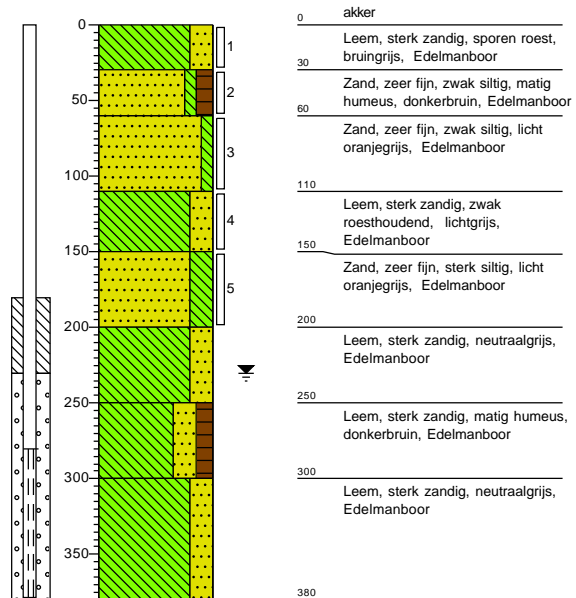 0
50
100
150
200
250
300
350
1
2
3
4
5
0
akker
Leem, sterk zandig, sporen roest,
bruingrijs, Edelmanboor
30
Zand, zeer fijn, zwak siltig, matig
humeus, donkerbruin, Edelmanboor
60
Zand, zeer fijn, zwak siltig, licht
oranjegrijs, Edelmanboor
110
Leem, sterk zandig, zwak
roesthoudend, lichtgrijs,
Edelmanboor
150
Zand, zeer fijn, sterk siltig, licht
oranjegrijs, Edelmanboor
200
Leem, sterk zandig, neutraalgrijs,
Edelmanboor
250
Leem, sterk zandig, matig humeus,
donkerbruin, Edelmanboor
300
Leem, sterk zandig, neutraalgrijs,
Edelmanboor
380